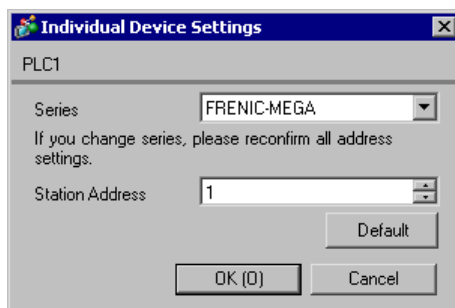 Individual Device Settings
PLC1
Series FRENIC-MEGA
If you change series, please reconfirm all address
settings.
Station Address 1
Default
OK (O) Cancel